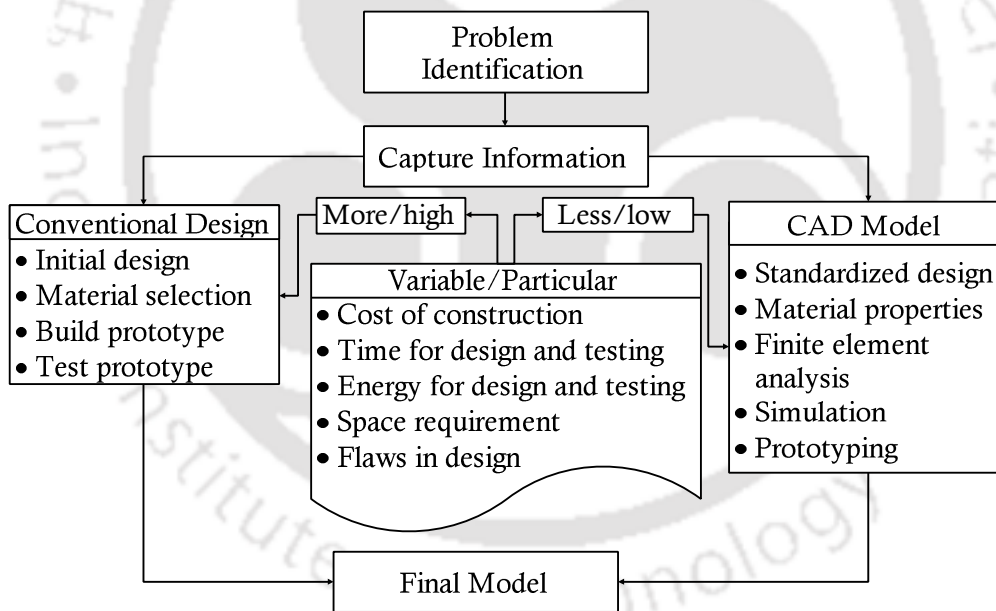 Problem
Identification
Capture Information
More/high
Less/low
Conventional Design
• Initial design
• Material selection
• Build prototype
• Test prototype
Variable/Particular
• Cost of construction
• Time for design and testing
• Energy for design and testing
• Space requirement
• Flaws in design
CAD Model
• Standardized design
• Material properties
• Finite element
analysis
• Simulation
• Prototyping
Final Model